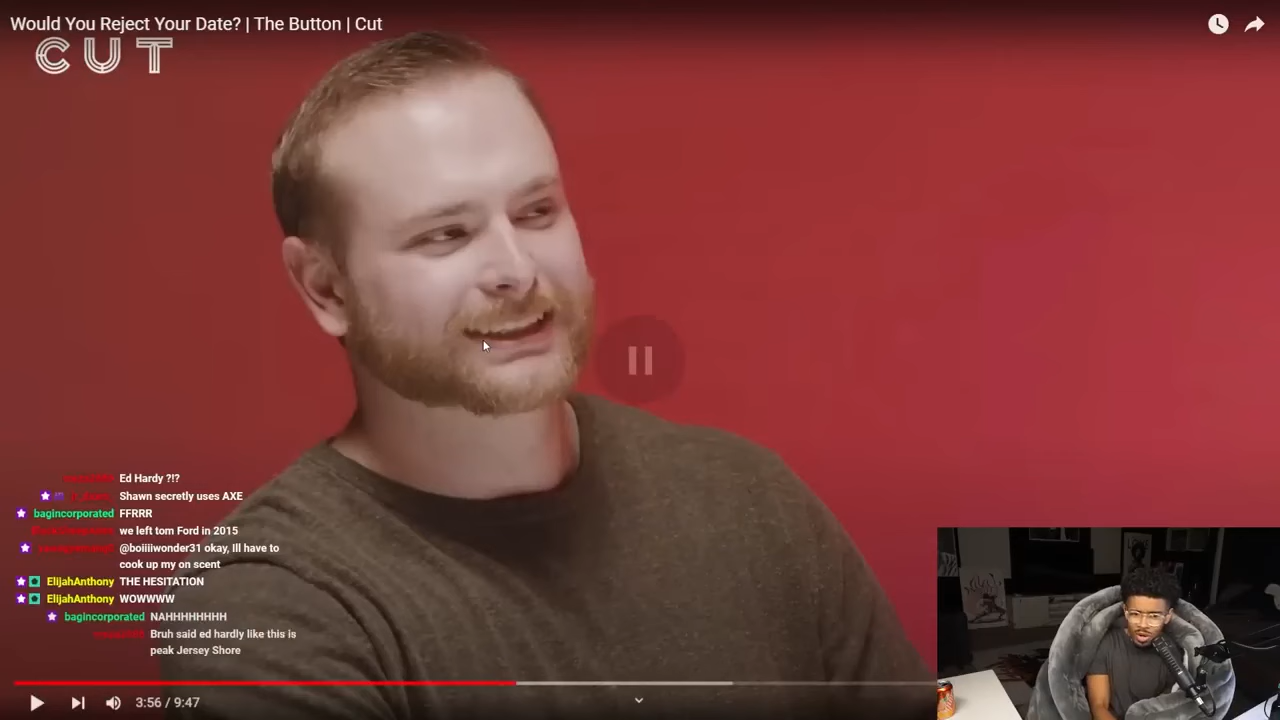 Would You Reject Your Date? | The Button | Cut
CUT
Ed Hardy ?!?
Shawn secretly uses AXE
bagincorporated FFRRR
we left tom Ford in 2015
@boiiiiwonder31 okay, Ill have to
cook up my on scent
ElijahAnthony THE HESITATION
ElijahAnthony WOWWWW
bagincorporated NAHHHHHHHH
Bruh said ed hardly like this is
peak Jersey Shore
3:56 / 9:47